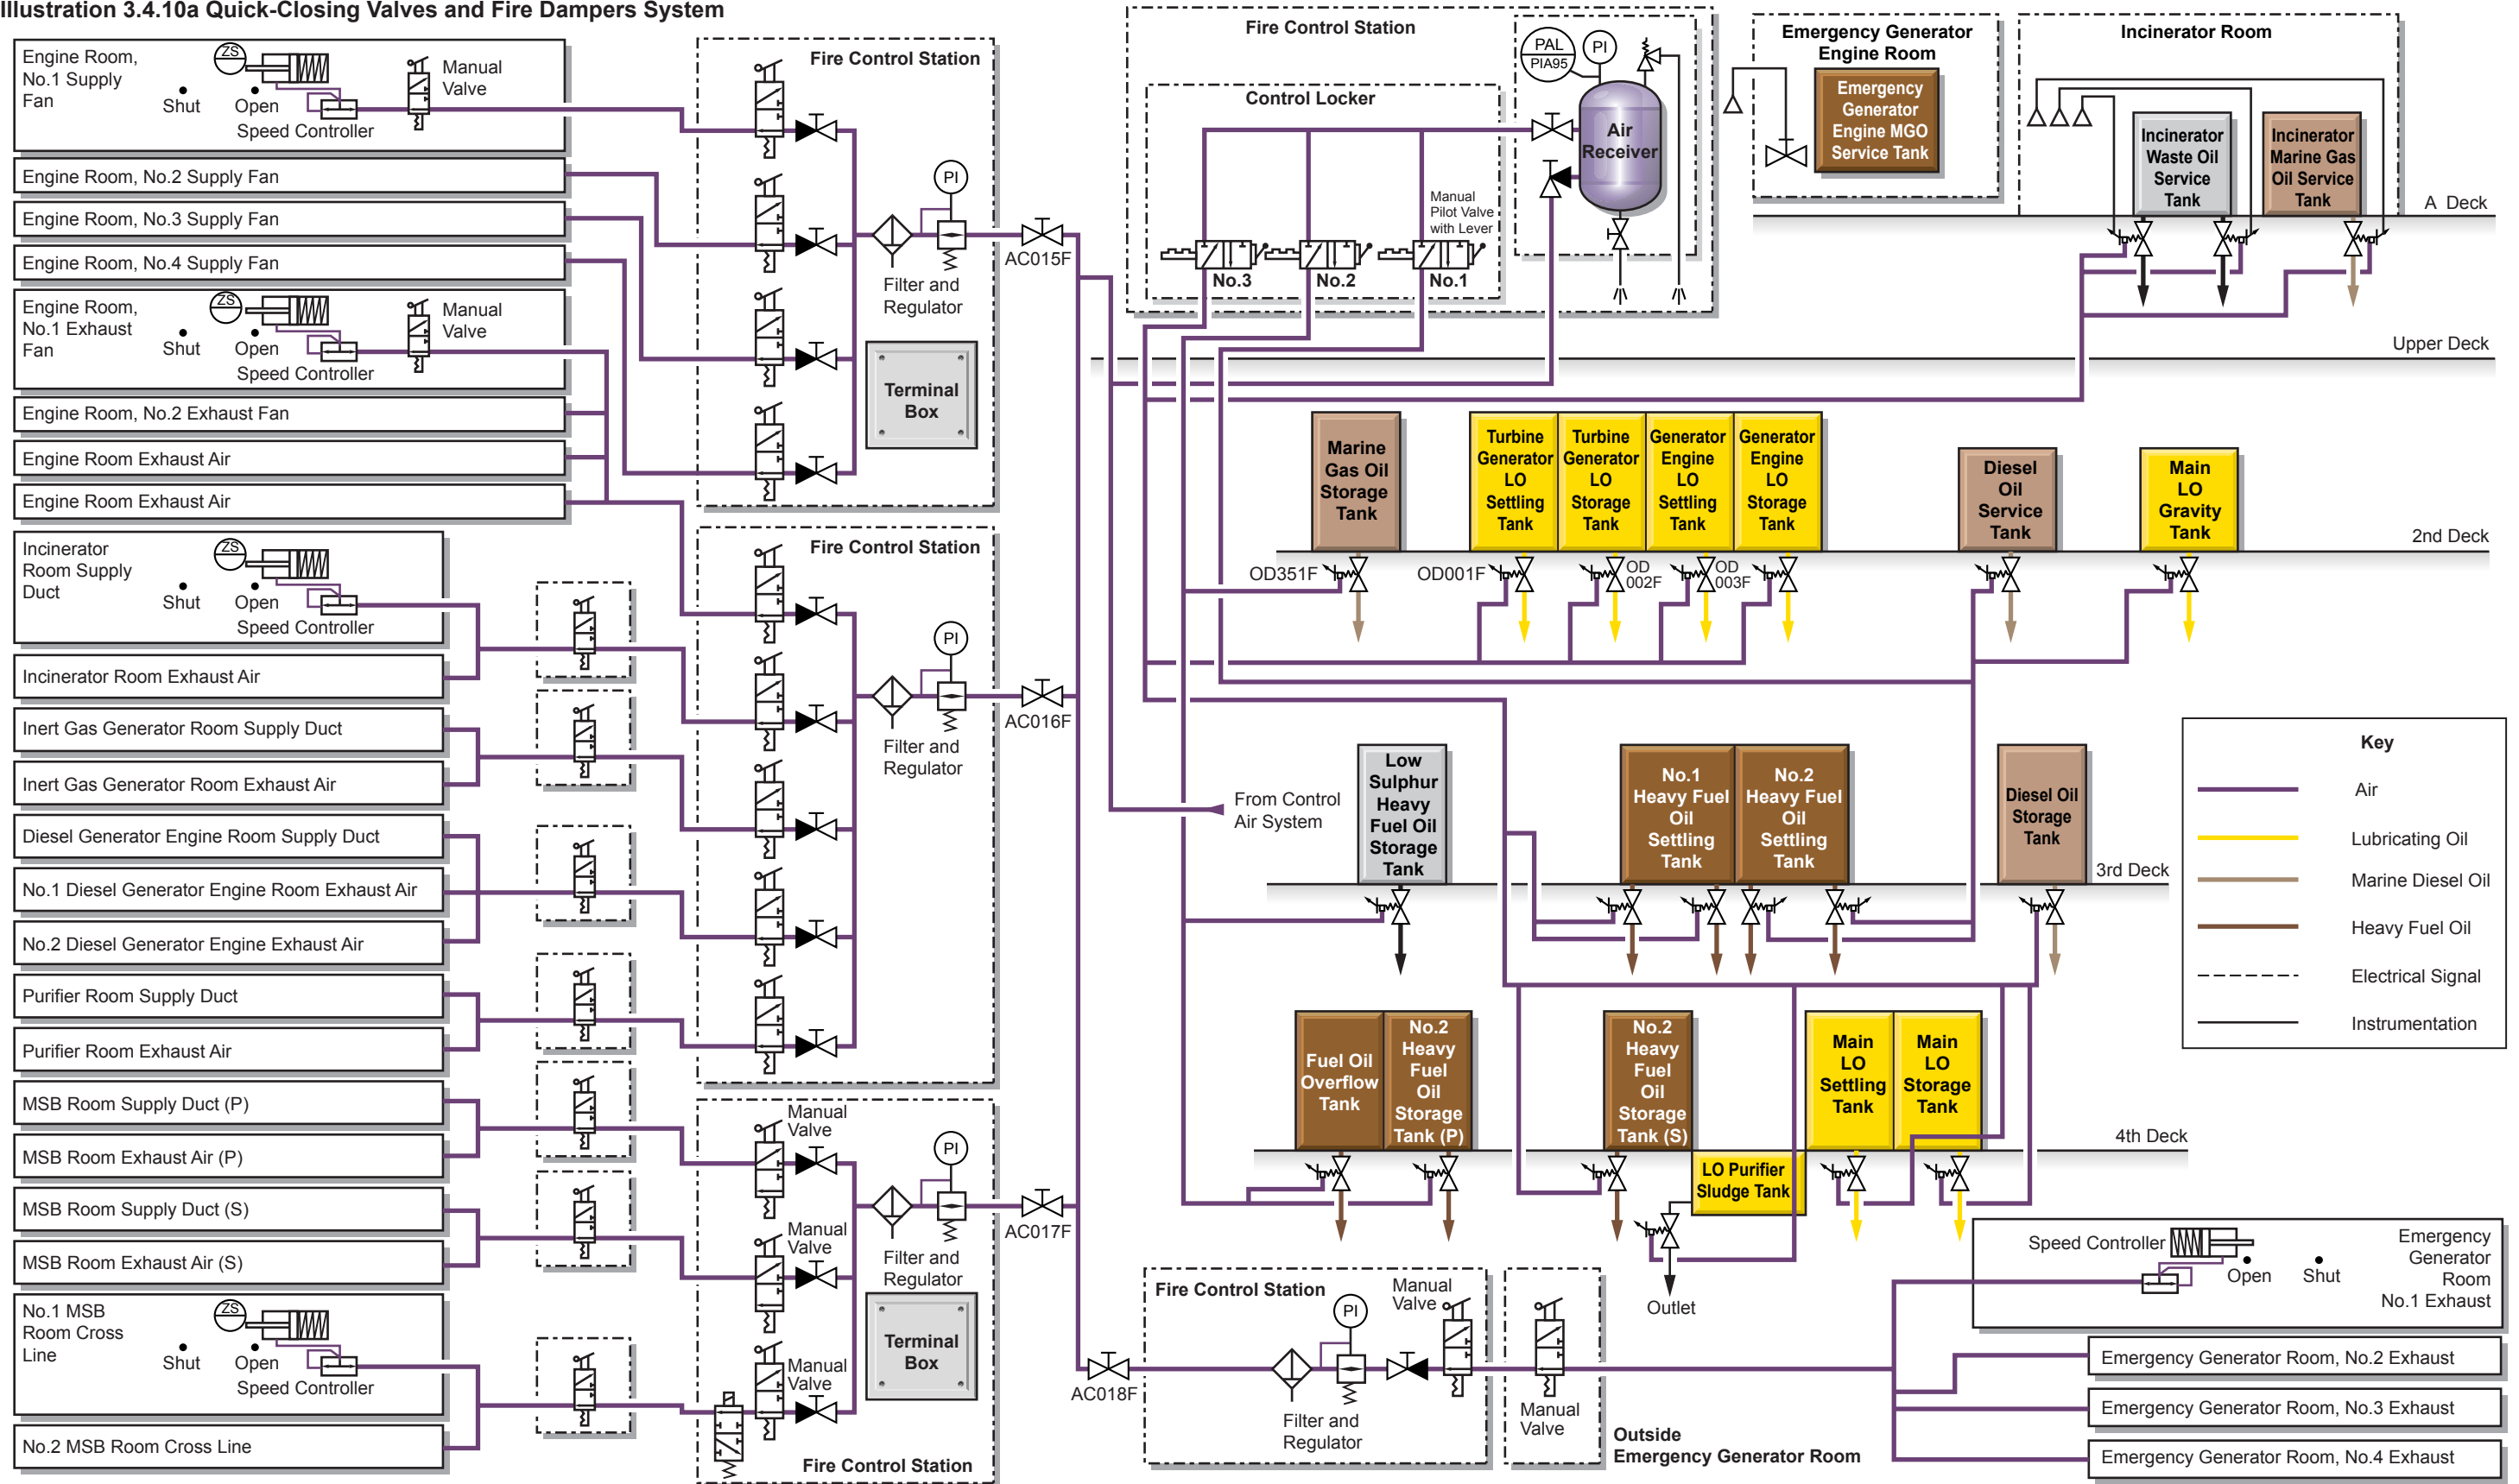 Illustration 3.4.10a Quick-Closing Valves and Fire Dampers System
Engine Room,
No.1 Supply
Fan
ZS
Shut
Open
Speed Controller
Manual
Valve
Engine Room, No.2 Supply Fan
Engine Room, No.3 Supply Fan
Engine Room, No.4 Supply Fan
Engine Room,
No.1 Exhaust
Fan
ZS
Shut
Open
Speed Controller
Manual
Valve
Engine Room, No.2 Exhaust Fan
Engine Room Exhaust Air
Engine Room Exhaust Air
Incinerator
Room Supply
Duct
ZS
Shut
Open
Speed Controller
Incinerator Room Exhaust Air
Inert Gas Generator Room Supply Duct
Inert Gas Generator Room Exhaust Air
Diesel Generator Engine Room Supply Duct
No.1 Diesel Generator Engine Room Exhaust Air
No.2 Diesel Generator Engine Exhaust Air
Purifier Room Supply Duct
Purifier Room Exhaust Air
MSB Room Supply Duct (P)
MSB Room Exhaust Air (P)
MSB Room Supply Duct (S)
MSB Room Exhaust Air (S)
No.1 MSB
Room Cross
Line
ZS
Shut
Open
Speed Controller
No.2 MSB Room Cross Line
Fire Control Station
PI
Filter and
Regulator
AC015F
Terminal
Box
Fire Control Station
PI
Filter and
Regulator
AC016F
Manual
Valve
PI
Manual
Valve
Filter and
Regulator
AC017F
Manual
Valve
Terminal
Box
Fire Control Station
Fire Control Station
Control Locker
PAL
PIA95
PI
Air
Receiver
Manual
Pilot Valve
with Lever
No.3
No.2
No.1
Emergency Generator
Engine Room
Emergency
Generator
Engine MGO
Service Tank
Incinerator Room
Incinerator
Waste Oil
Service
Tank
Incinerator
Marine Gas
Oil Service
Tank
A Deck
Upper Deck
Marine
Gas Oil
Storage
Tank
Turbine
Generator
LO
Settling
Tank
Turbine
Generator
LO
Storage
Tank
Generator
Engine
LO
Settling
Tank
Generator
Engine
LO
Storage
Tank
Diesel
Oil
Service
Tank
Main
LO
Gravity
Tank
2nd Deck
OD351F
OD001F
OD
002F
OD
003F
From Control
Air System
Low
Sulphur
Heavy
Fuel Oil
Storage
Tank
No.1
Heavy Fuel
Oil
Settling
Tank
No.2
Heavy Fuel
Oil
Settling
Tank
Diesel Oil
Storage
Tank
3rd Deck
Key
Air
Lubricating Oil
Marine Diesel Oil
Heavy Fuel Oil
Electrical Signal
Instrumentation
Fuel Oil
Overflow
Tank
No.2
Heavy
Fuel
Oil
Storage
Tank (P)
No.2
Heavy
Fuel
Oil
Storage
Tank (S)
LO Purifier
Sludge Tank
Main
LO
Settling
Tank
Main
LO
Storage
Tank
4th Deck
Outlet
AC018F
Fire Control Station
PI
Manual
Valve
Filter and
Regulator
Manual
Valve
Outside
Emergency Generator Room
Speed Controller
Open
Shut
Emergency
Generator
Room
No.1 Exhaust
Emergency Generator Room, No.2 Exhaust
Emergency Generator Room, No.3 Exhaust
Emergency Generator Room, No.4 Exhaust